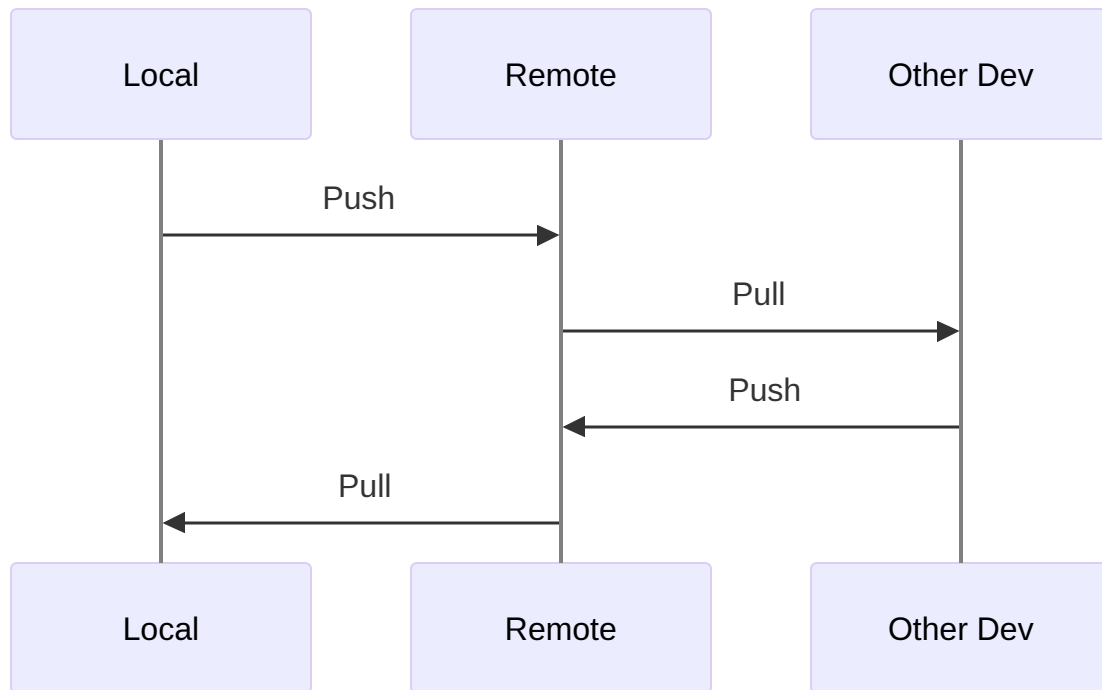 Local
Remote
Other Dev
Push
Pull
Push
Pull
Local
Remote
Other Dev